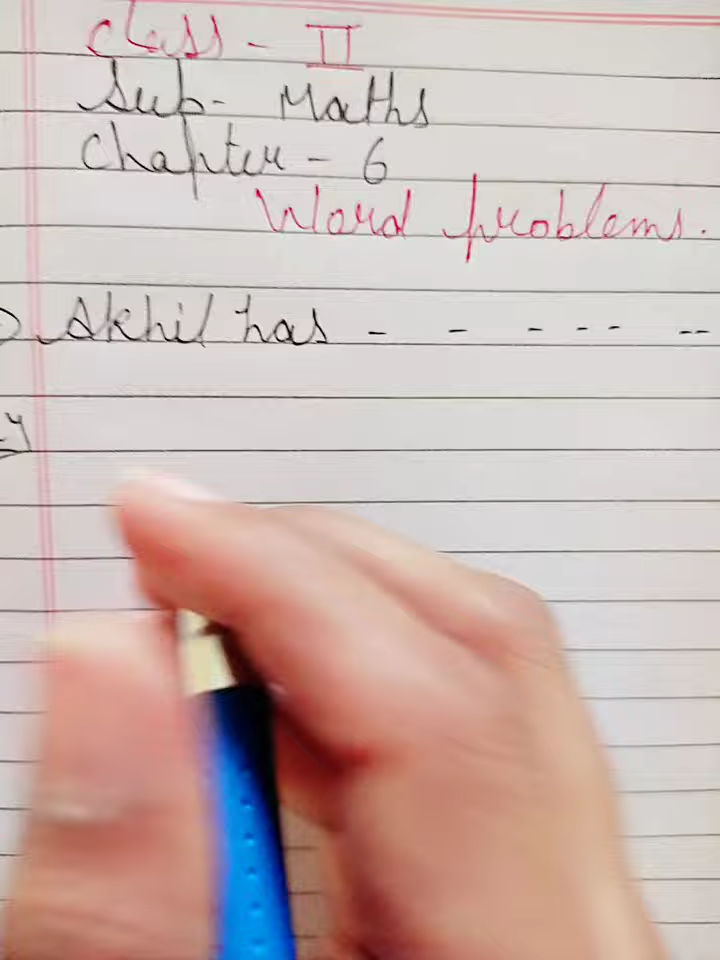 Class - II
Sub- Maths
Chapter - 6
Word problems.
Akhil has - - - - - --